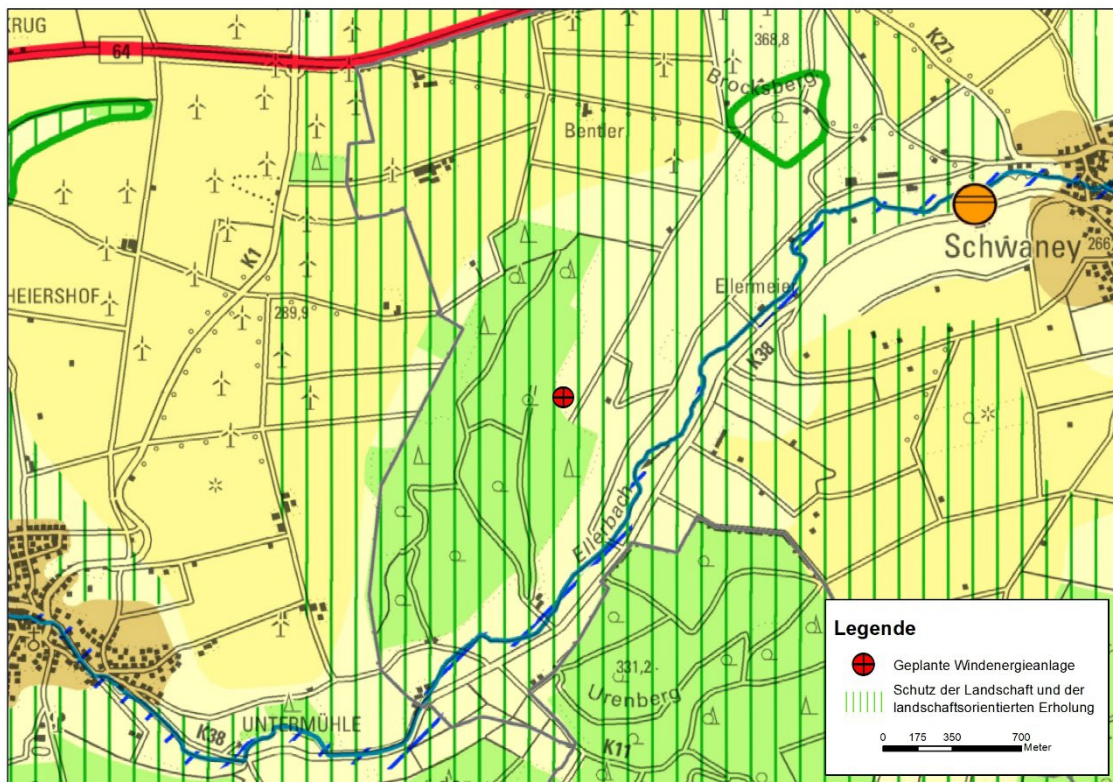 KRUG
64
368,8
K27
Brocksberg
Bentler
Schwaney
266
K1
HEIERSHOF
289,9
Ellermeier
K38
Ellerbach
331,2
Urenberg
UNTERMÜHLE
K38
K11
Legende
Geplante Windenergieanlage
Schutz der Landschaft und der
landschaftsorientierten Erholung
0 175 350 700
Meter